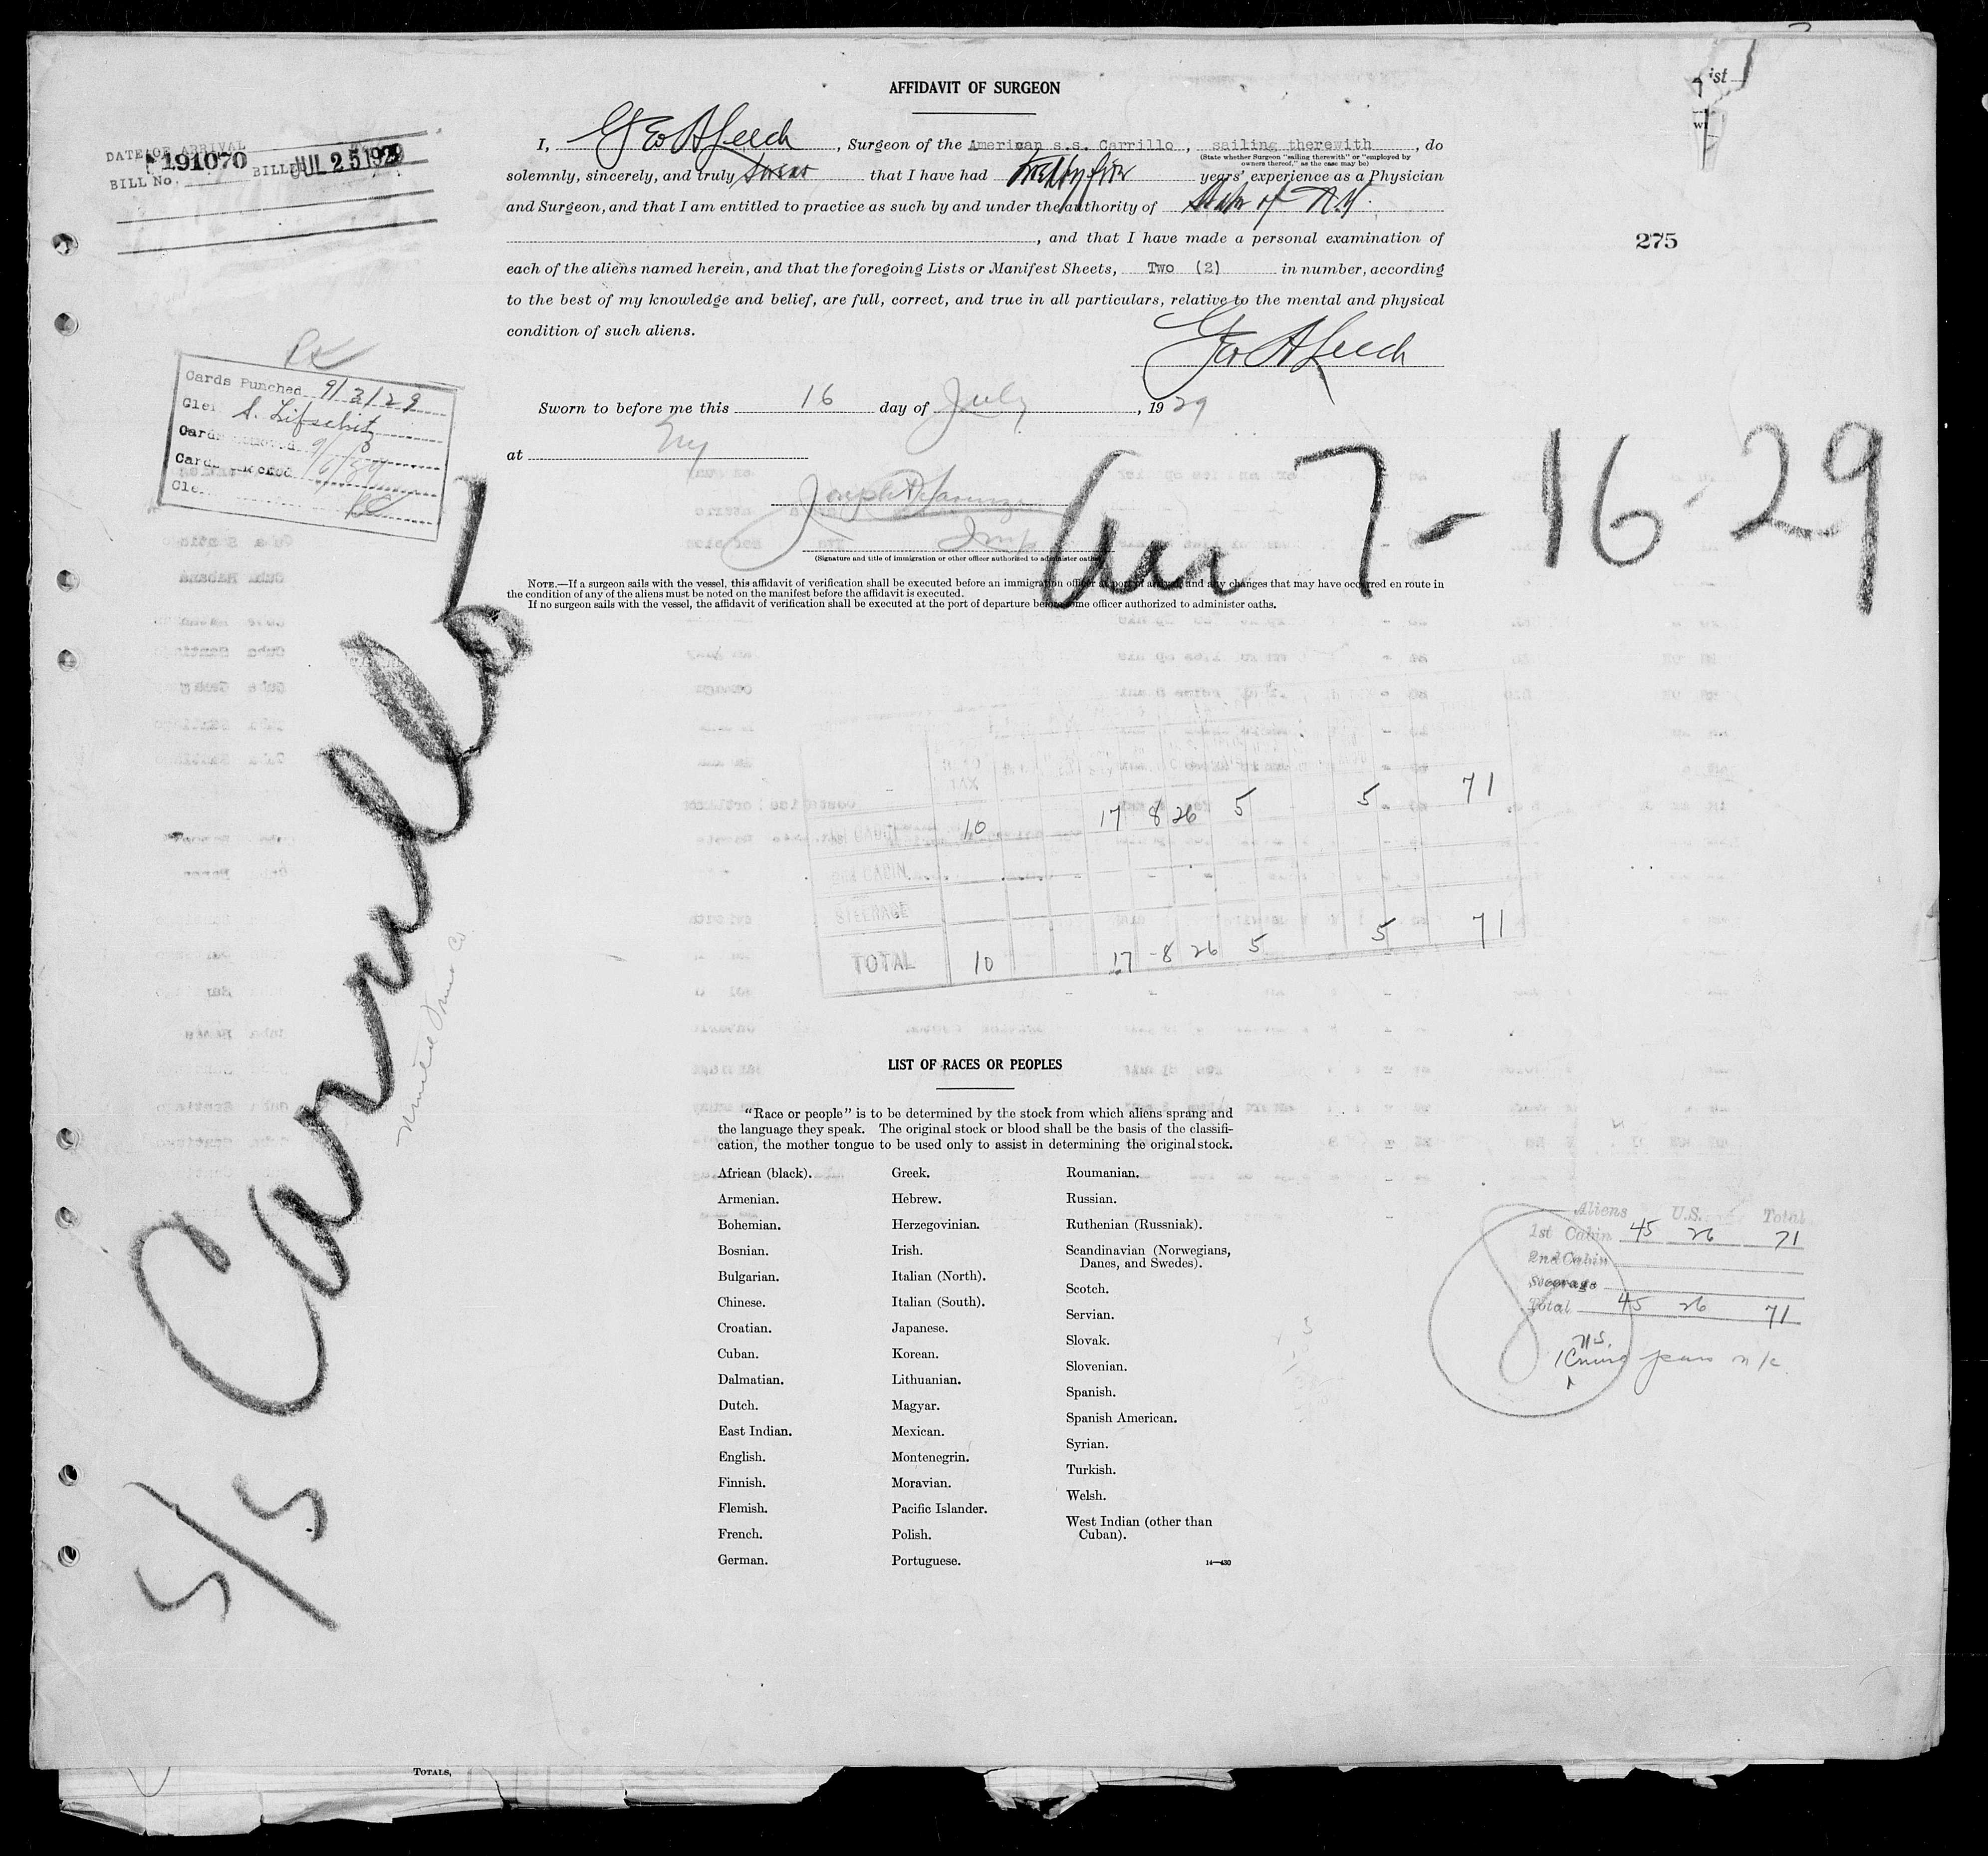 AFFIDAVIT OF SURGEON
I, Geo A Leech, Surgeon of the American s.s. Carrillo, sailing therewith, do
(State whether Surgeon "sailing therewith" or "employed by owners thereof," as the case may be)
solemnly, sincerely, and truly swear that I have had years' experience as a Physician
and Surgeon, and that I am entitled to practice as such by and under the authority of State of N.Y.
, and that I have made a personal examination of
each of the aliens named herein, and that the foregoing Lists or Manifest Sheets, Two (2) in number, according
to the best of my knowledge and belief, are full, correct, and true in all particulars, relative to the mental and physical
condition of such aliens.
Geo A Leech
Sworn to before me this 16 day of July, 1929
at NY
(Signature and title of immigration or other officer authorized to administer oaths)
NOTE.—If a surgeon sails with the vessel, this affidavit of verification shall be executed before an immigration officer at port of arrival, and any changes that may have occurred en route in
the condition of any of the aliens must be noted on the manifest before the affidavit is executed.
If no surgeon sails with the vessel, the affidavit of verification shall be executed at the port of departure before some officer authorized to administer oaths.
DATE OF ARRIVAL
191070 JUL 25 1929
BILL No. BILLED
275
Cards Punched 9/3/29
S. Lifschitz
Arr 7-16-29
S/S Carrillo
10 17 8 26 5 5 71
2nd CABIN
STEERAGE
TOTAL 10 17 8 26 5 5 71
LIST OF RACES OR PEOPLES
"Race or people" is to be determined by the stock from which aliens sprang and
the language they speak. The original stock or blood shall be the basis of the classifi-
cation, the mother tongue to be used only to assist in determining the original stock.
African (black).
Armenian.
Bohemian.
Bosnian.
Bulgarian.
Chinese.
Croatian.
Cuban.
Dalmatian.
Dutch.
East Indian.
English.
Finnish.
Flemish.
French.
German.
Greek.
Hebrew.
Herzegovinian.
Irish.
Italian (North).
Italian (South).
Japanese.
Korean.
Lithuanian.
Magyar.
Mexican.
Montenegrin.
Moravian.
Pacific Islander.
Polish.
Portuguese.
Roumanian.
Russian.
Ruthenian (Russniak).
Scandinavian (Norwegians,
Danes, and Swedes).
Scotch.
Servian.
Slovak.
Slovenian.
Spanish.
Spanish American.
Syrian.
Turkish.
Welsh.
West Indian (other than
Cuban).
14—430
Aliens U.S. Total
1st Cabin 45 26 71
2nd Cabin
Steerage
Total 45 26 71
TOTALS,